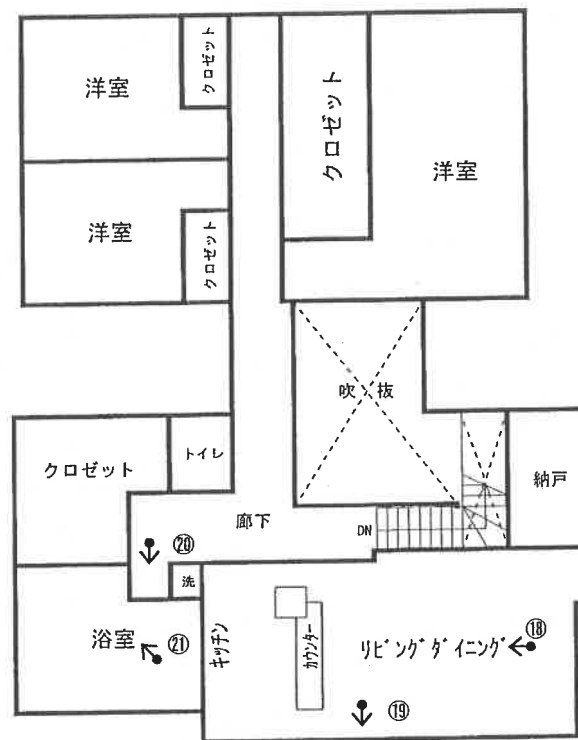 洋室
クロゼット
クロゼット
洋室
洋室
クロゼット
吹抜
クロゼット
トイレ
納戸
廊下
DN
⑳
洗
浴室
㉑
キッチン
カウンター
リビングダイニング
⑱
⑲